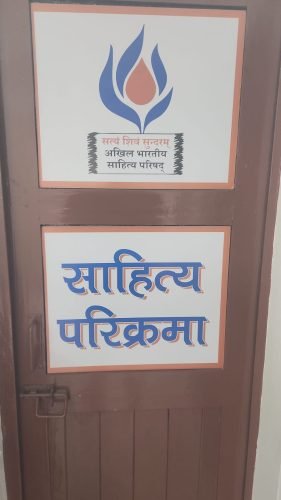 सत्यं शिवं सुन्दरम्
अखिल भारतीय
साहित्य परिषद्
साहित्य
परिक्रमा